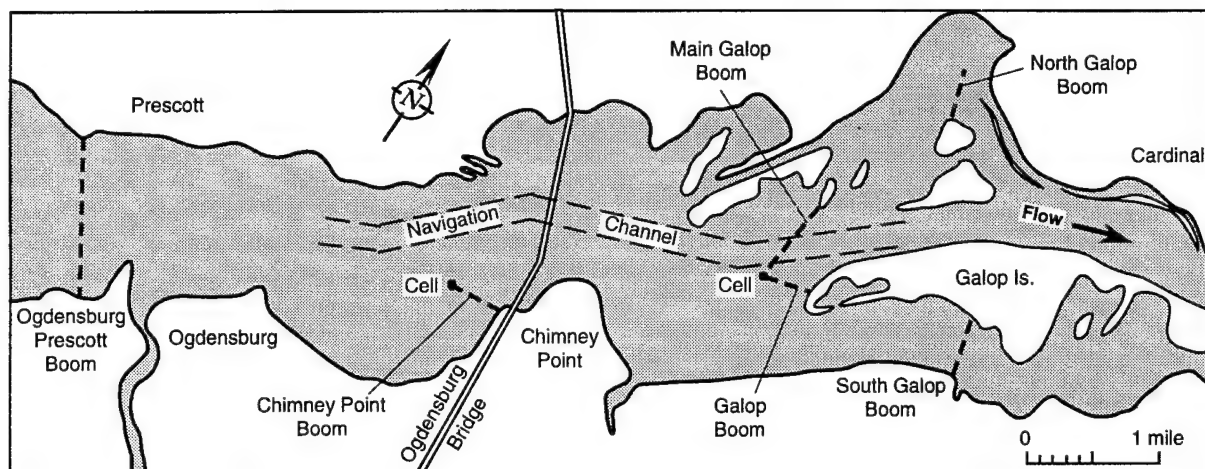 Main Galop
Boom
North Galop
Boom
Prescott
N
Cardinal
Navigation
Channel
Flow
Cell
Cell
Galop Is.
Ogdensburg
Prescott
Boom
Ogdensburg
Chimney
Point
Chimney Point
Boom
Ogdensburg
Bridge
Galop
Boom
South Galop
Boom
0 1 mile